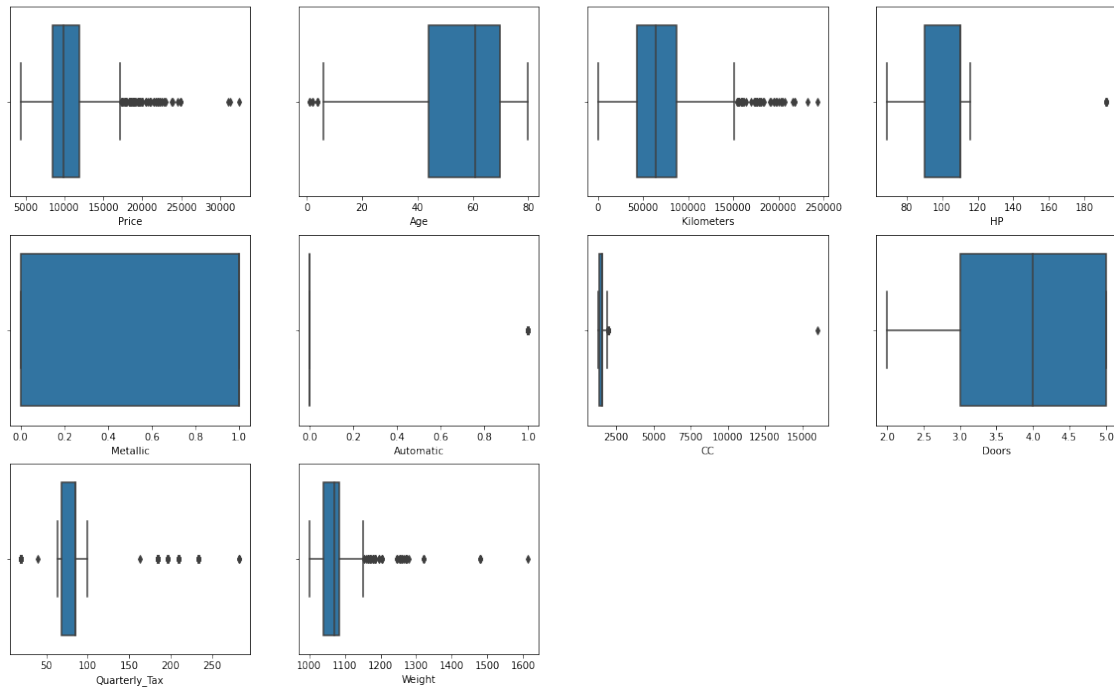 5000 10000 15000 20000 25000 30000
Price
0 20 40 60 80
Age
0 50000 100000 150000 200000 250000
Kilometers
80 100 120 140 160 180
HP
0.0 0.2 0.4 0.6 0.8 1.0
Metallic
0.0 0.2 0.4 0.6 0.8 1.0
Automatic
2500 5000 7500 10000 12500 15000
CC
2.0 2.5 3.0 3.5 4.0 4.5 5.0
Doors
50 100 150 200 250
Quarterly_Tax
1000 1100 1200 1300 1400 1500 1600
Weight